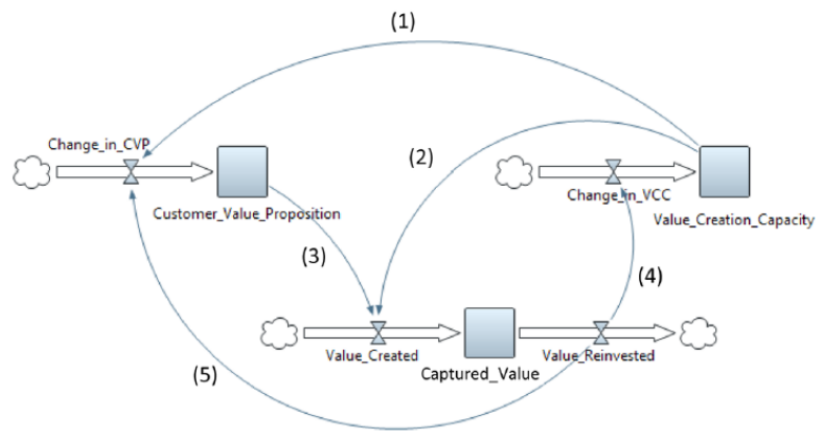 (1)
Change_in_CVP
(2)
Customer_Value_Proposition
Change_in_VCC
Value_Creation_Capacity
(3)
(4)
Value_Created
Value_Reinvested
Captured_Value
(5)